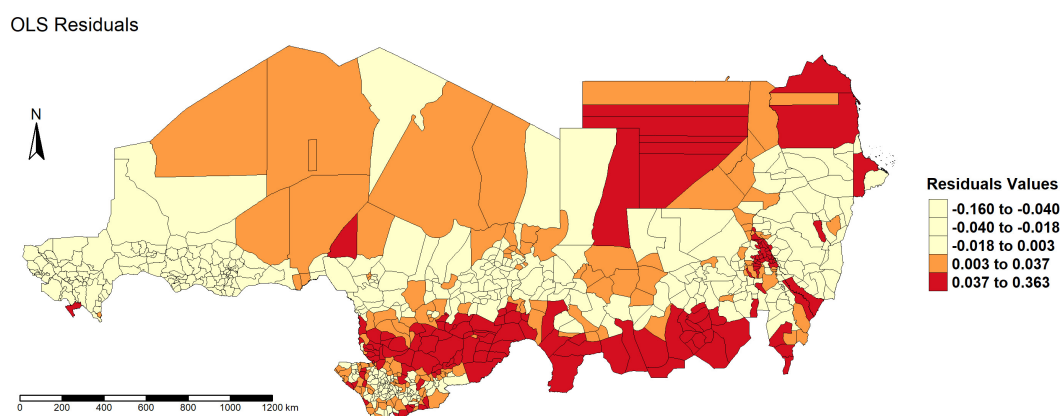 OLS Residuals
N
Residuals Values
-0.160 to -0.040
-0.040 to -0.018
-0.018 to 0.003
0.003 to 0.037
0.037 to 0.363
0 200 400 600 800 1000 1200 km